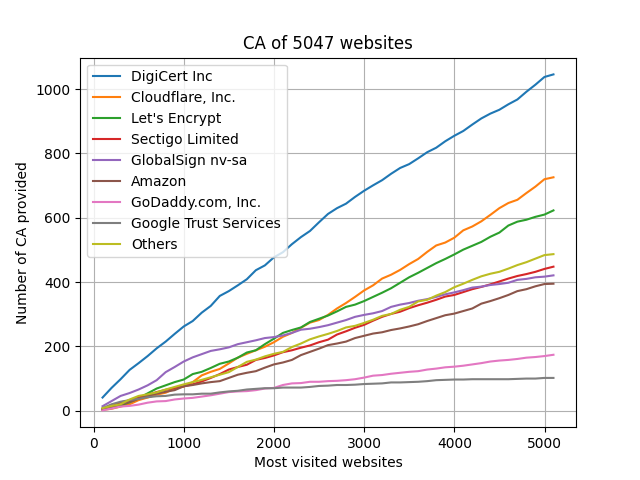 CA of 5047 websites
Number of CA provided
1000
800
600
400
200
0
DigiCert Inc
Cloudflare, Inc.
Let's Encrypt
Sectigo Limited
GlobalSign nv-sa
Amazon
GoDaddy.com, Inc.
Google Trust Services
Others
0 1000 2000 3000 4000 5000
Most visited websites